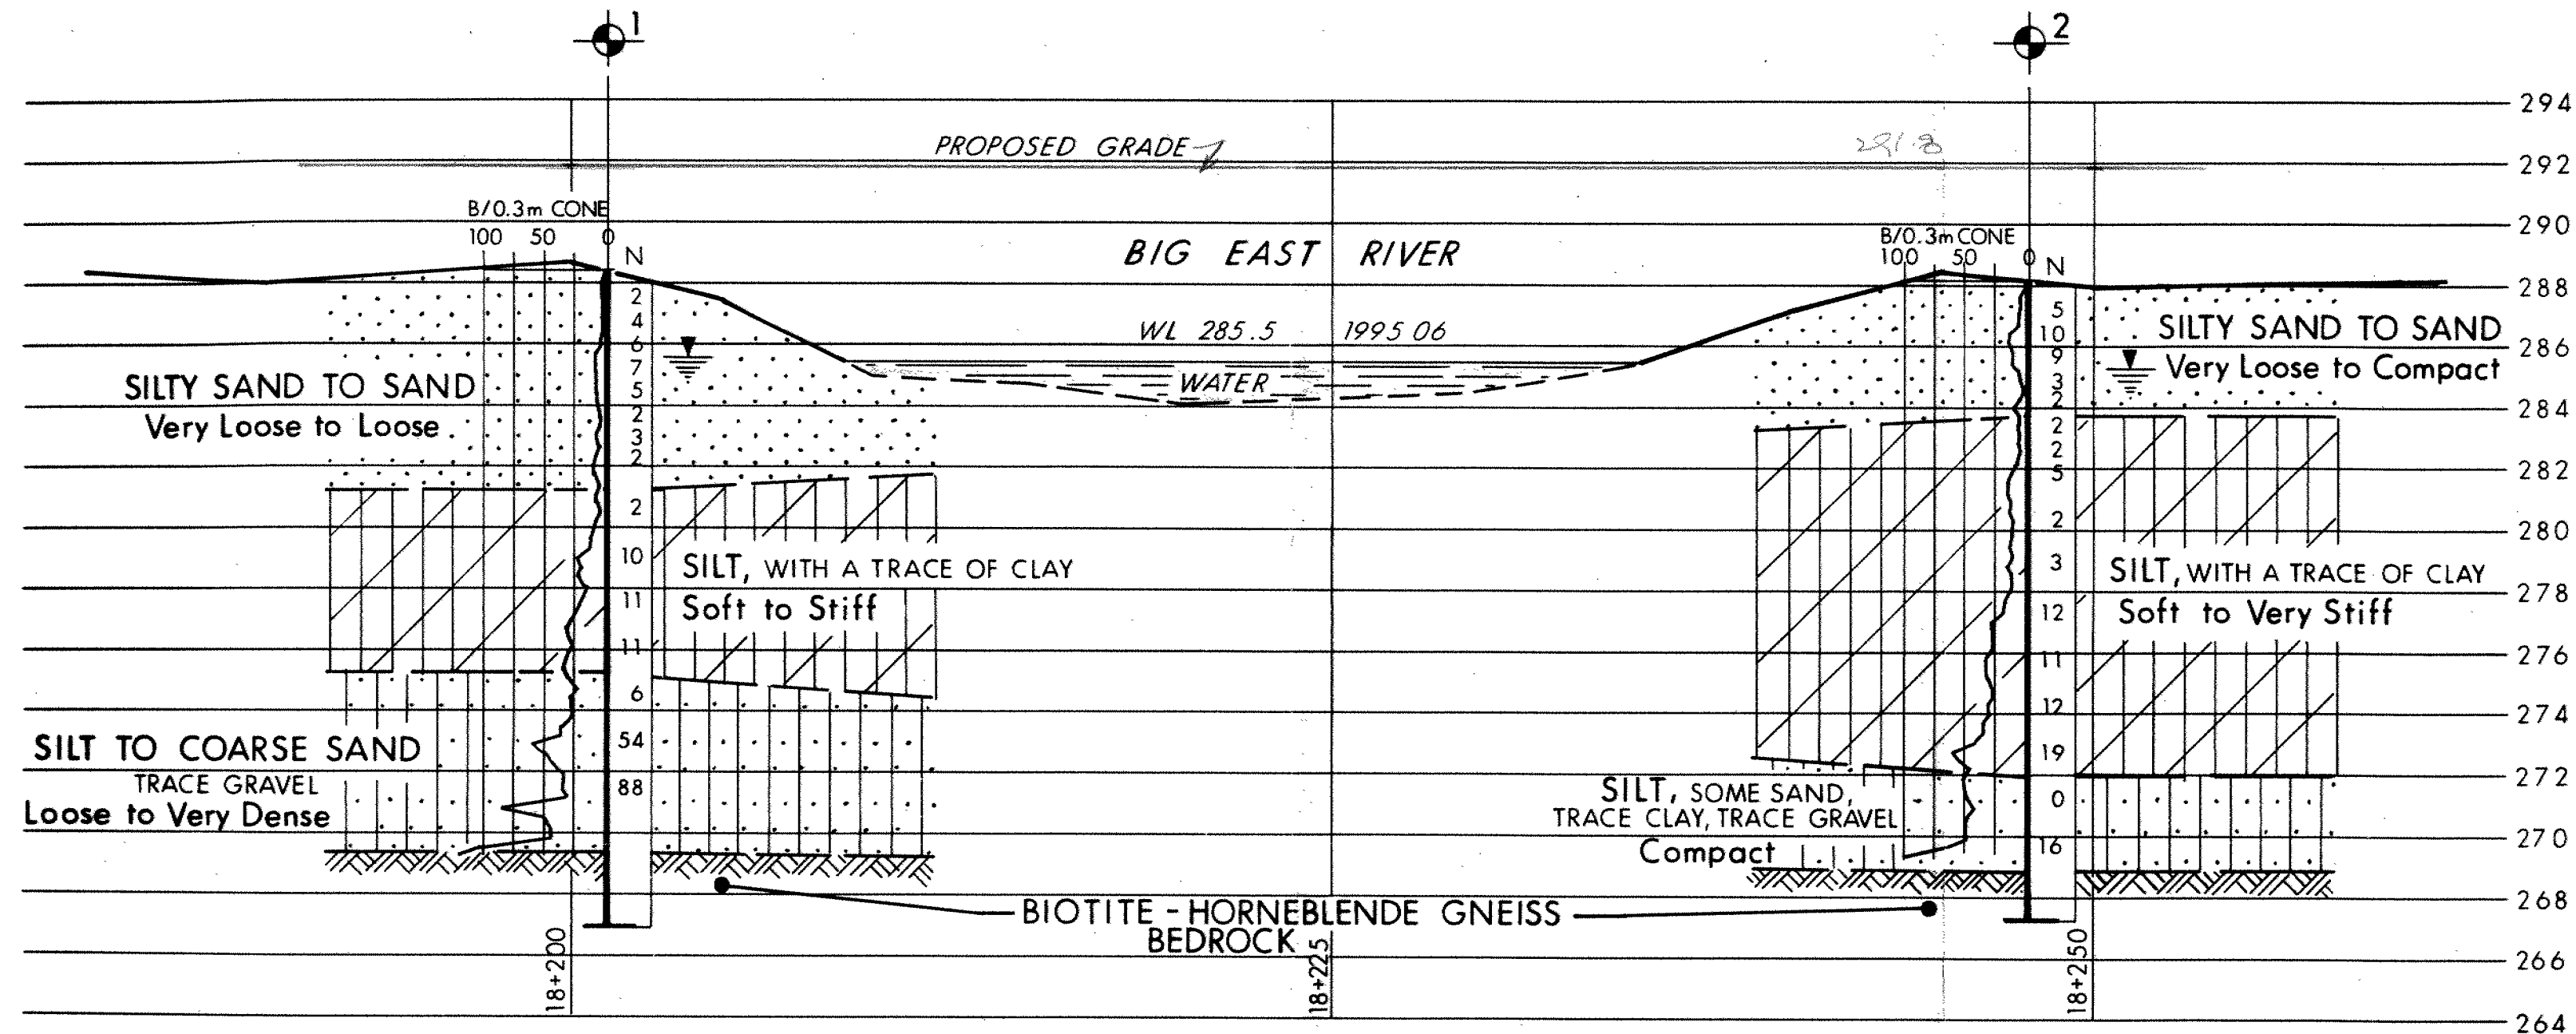 1
2
294
PROPOSED GRADE
291.8
292
B/0.3m CONE
100 50 0
N
290
BIG EAST RIVER
B/0.3m CONE
100 50 0
N
288
2
4
6
7
5
2
3
2
2
10
11
11
6
54
88
WL 285.5 1995 06
WATER
5
10
9
3
2
2
2
5
2
3
12
11
12
19
0
16
SILTY SAND TO SAND
Very Loose to Loose
SILTY SAND TO SAND
Very Loose to Compact
286
284
282
280
SILT, WITH A TRACE OF CLAY
Soft to Stiff
SILT, WITH A TRACE OF CLAY
Soft to Very Stiff
278
276
274
SILT TO COARSE SAND
TRACE GRAVEL
Loose to Very Dense
SILT, SOME SAND,
TRACE CLAY, TRACE GRAVEL
Compact
272
270
268
BIOTITE - HORNEBLENDE GNEISS
BEDROCK
18+200
18+225
18+250
266
264